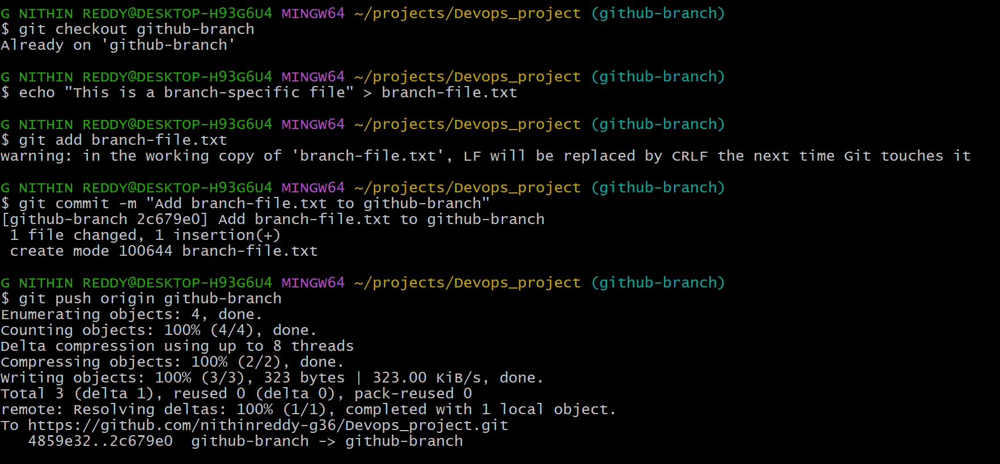 G NITHIN REDDY@DESKTOP-H93G6U4 MINGW64 ~/projects/Devops_project (github-branch)
$ git checkout github-branch
Already on 'github-branch'
G NITHIN REDDY@DESKTOP-H93G6U4 MINGW64 ~/projects/Devops_project (github-branch)
$ echo "This is a branch-specific file" > branch-file.txt
G NITHIN REDDY@DESKTOP-H93G6U4 MINGW64 ~/projects/Devops_project (github-branch)
$ git add branch-file.txt
warning: in the working copy of 'branch-file.txt', LF will be replaced by CRLF the next time Git touches it
G NITHIN REDDY@DESKTOP-H93G6U4 MINGW64 ~/projects/Devops_project (github-branch)
$ git commit -m "Add branch-file.txt to github-branch"
[github-branch 2c679e0] Add branch-file.txt to github-branch
 1 file changed, 1 insertion(+)
 create mode 100644 branch-file.txt
G NITHIN REDDY@DESKTOP-H93G6U4 MINGW64 ~/projects/Devops_project (github-branch)
$ git push origin github-branch
Enumerating objects: 4, done.
Counting objects: 100% (4/4), done.
Delta compression using up to 8 threads
Compressing objects: 100% (2/2), done.
Writing objects: 100% (3/3), 323 bytes | 323.00 KiB/s, done.
Total 3 (delta 1), reused 0 (delta 0), pack-reused 0
remote: Resolving deltas: 100% (1/1), completed with 1 local object.
To https://github.com/nithinreddy-g36/Devops_project.git
   4859e32..2c679e0  github-branch -> github-branch